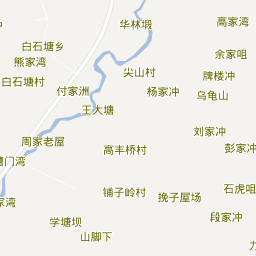 华林塅
高家湾
白石塘乡
余家咀
熊家湾
尖山村
牌楼冲
白石塘村
付家洲
杨家冲
乌龟山
王大塘
刘家冲
周家老屋
高丰桥村
彭家冲
门湾
铺子岭村
挽子屋场
石虎咀
家湾
段家冲
学塘坝
山脚下